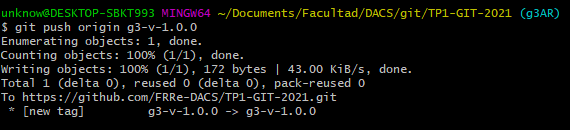 unknow@DESKTOP-SBKT993 MINGW64 ~/Documents/Facultad/DACS/git/TP1-GIT-2021 (g3AR)
$ git push origin g3-v-1.0.0
Enumerating objects: 1, done.
Counting objects: 100% (1/1), done.
Writing objects: 100% (1/1), 172 bytes | 43.00 KiB/s, done.
Total 1 (delta 0), reused 0 (delta 0), pack-reused 0
To https://github.com/FRRe-DACS/TP1-GIT-2021.git
 * [new tag]         g3-v-1.0.0 -> g3-v-1.0.0